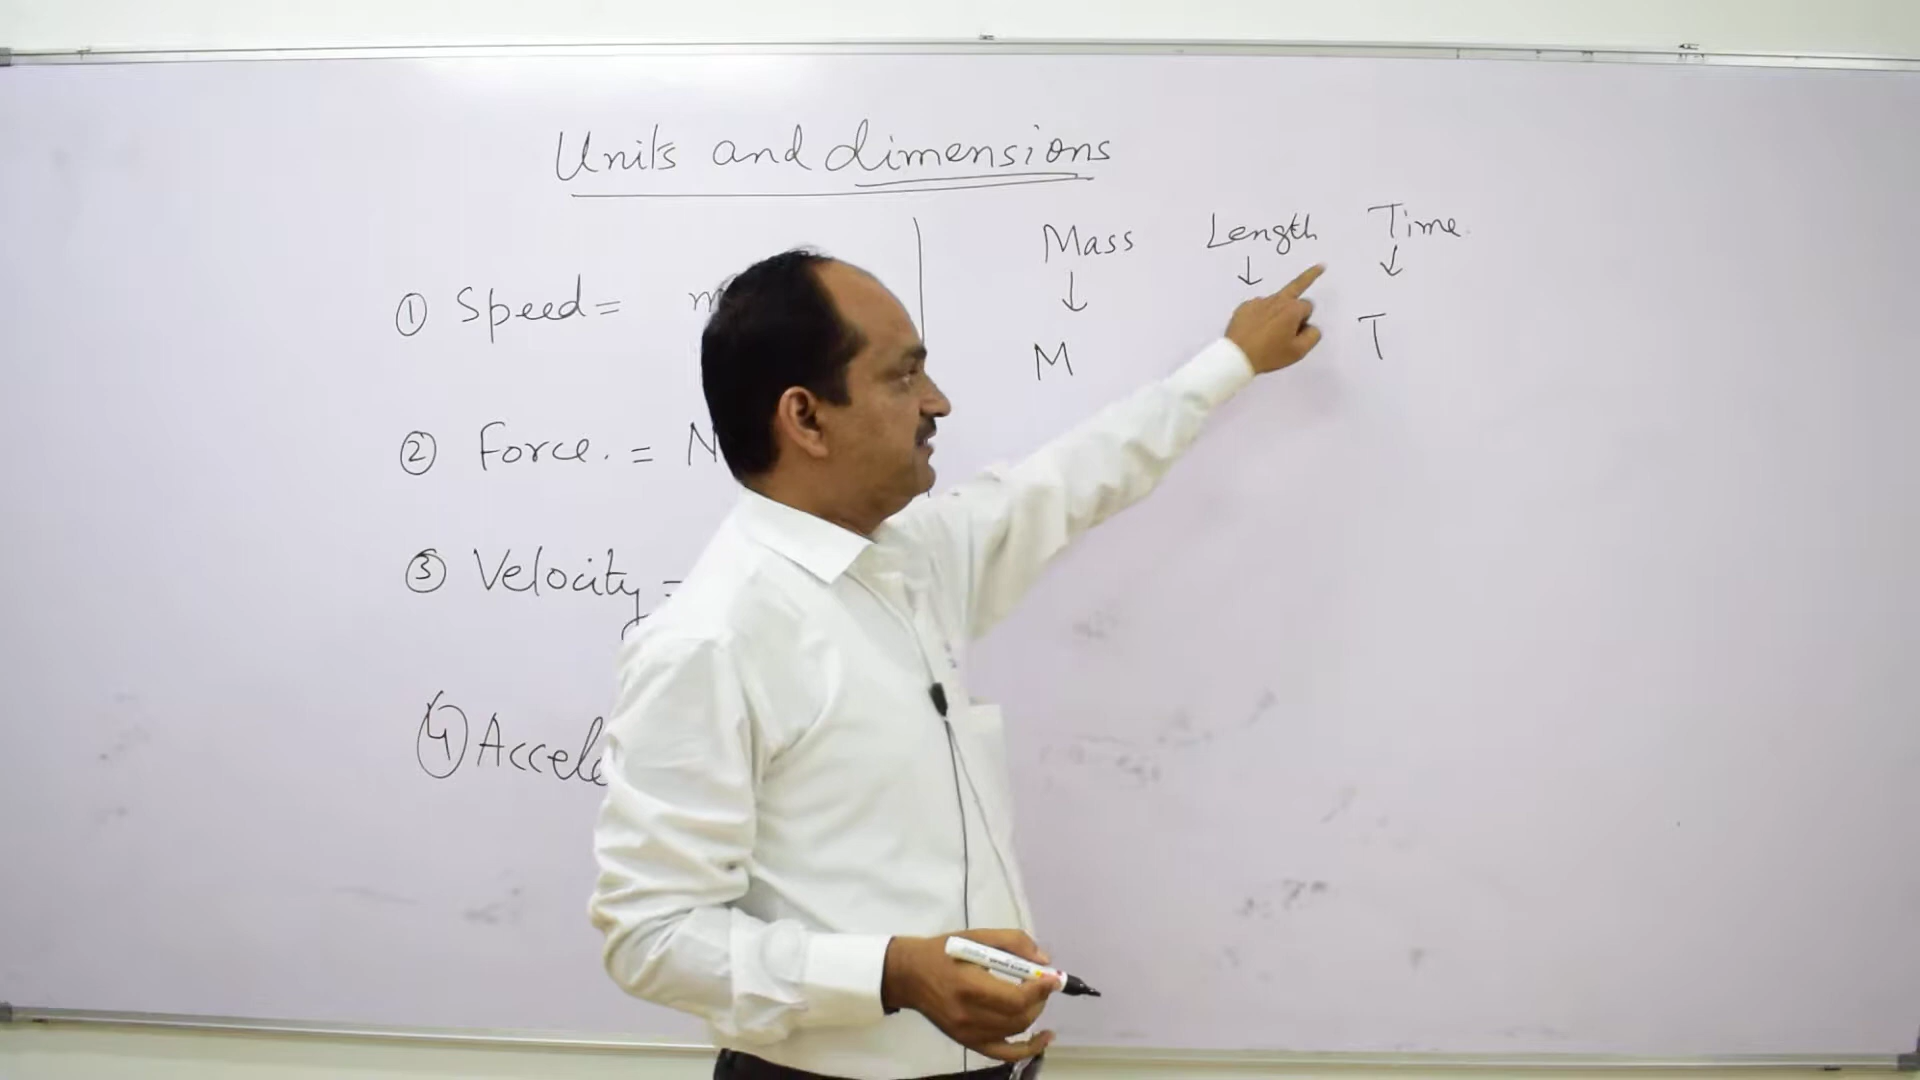 Units and dimensions
① Speed = m
② Force. = N
③ Velocity =
④ Accele
Mass Length Time.
↓ ↓ ↓
M T